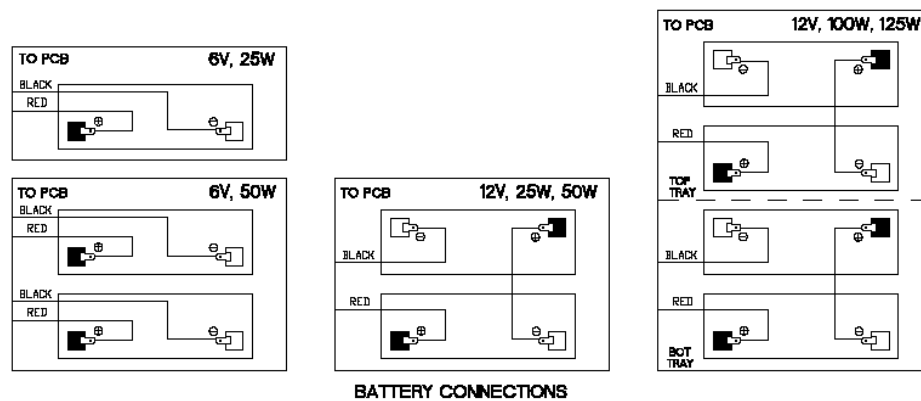 TO PCB 6V, 25W
BLACK
RED
TO PCB 6V, 50W
BLACK
RED
BLACK
RED
TO PCB 12V, 25W, 50W
BLACK
RED
TO PCB 12V, 100W, 125W
BLACK
RED
TOP
TRAY
BLACK
RED
BOT
TRAY
BATTERY CONNECTIONS